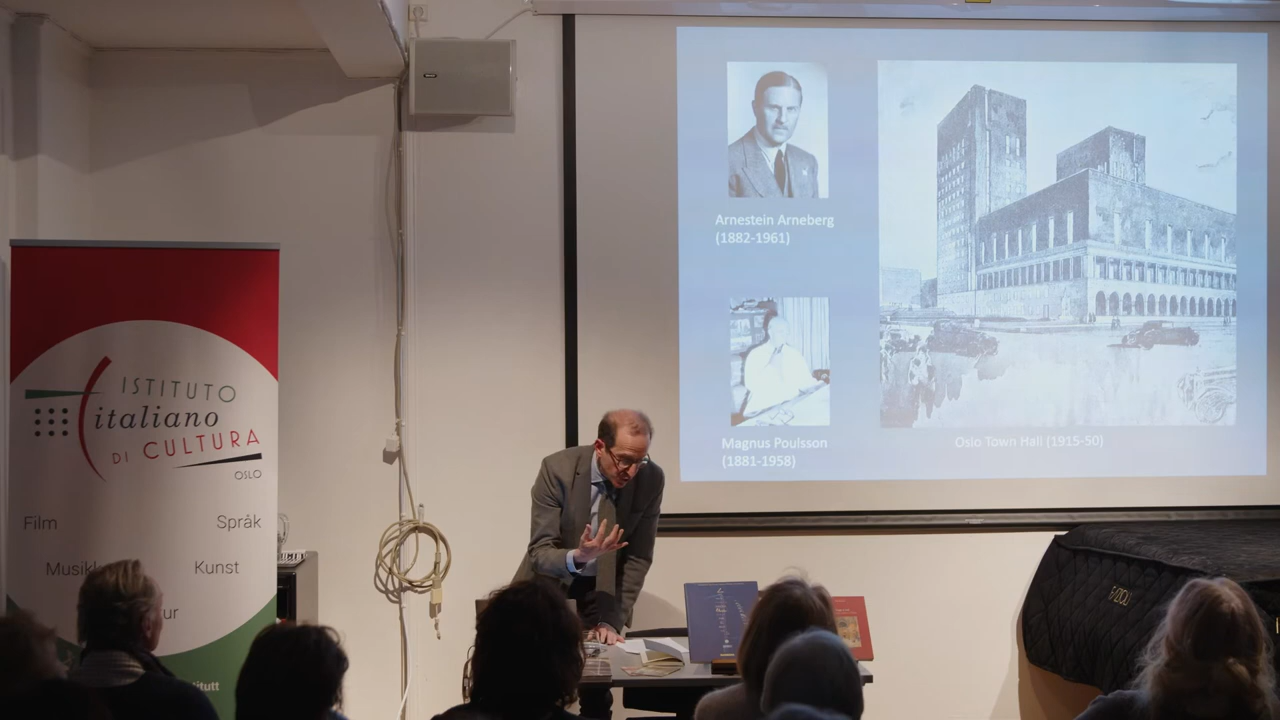 ISTITUTO
italiano
DI CULTURA
OSLO
Film
Språk
Musikk
Kunst
Arnestein Arneberg
(1882-1961)
Magnus Poulsson
(1881-1958)
Oslo Town Hall (1915-50)